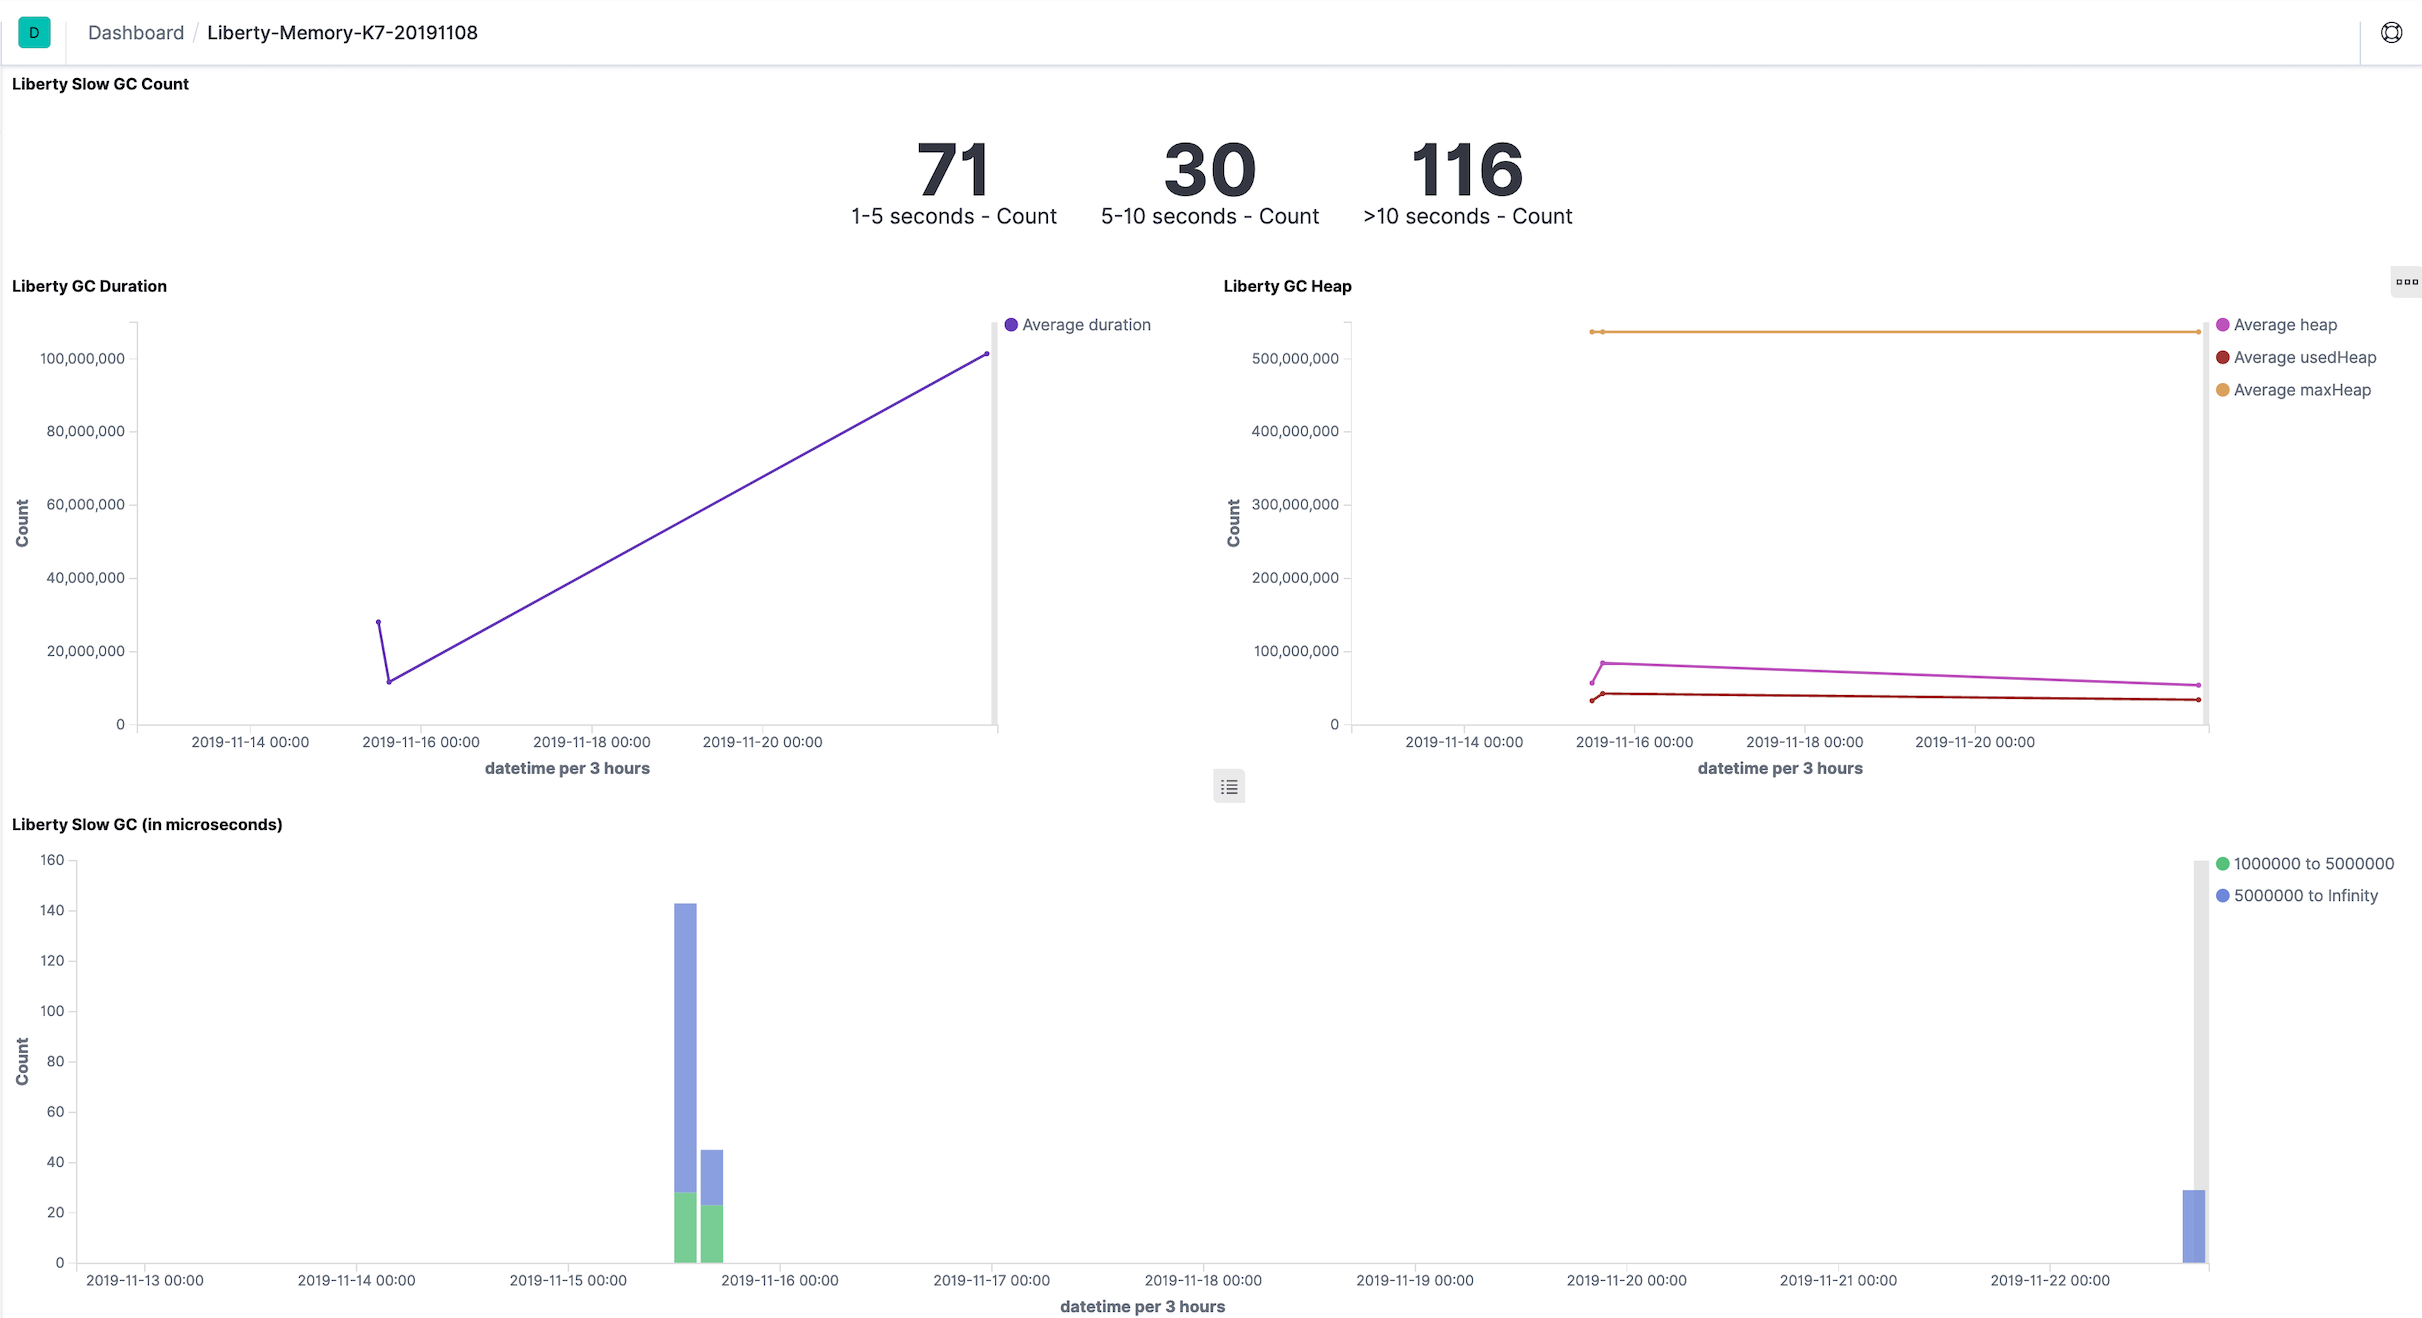 D
Dashboard / Liberty-Memory-K7-20191108
Liberty Slow GC Count
71 30 116
1-5 seconds - Count 5-10 seconds - Count >10 seconds - Count
Liberty GC Duration
Count
100,000,000
80,000,000
60,000,000
40,000,000
20,000,000
0
2019-11-14 00:00 2019-11-16 00:00 2019-11-18 00:00 2019-11-20 00:00
datetime per 3 hours
Average duration
Liberty GC Heap
Count
500,000,000
400,000,000
300,000,000
200,000,000
100,000,000
0
2019-11-14 00:00 2019-11-16 00:00 2019-11-18 00:00 2019-11-20 00:00
datetime per 3 hours
Average heap
Average usedHeap
Average maxHeap
Liberty Slow GC (in microseconds)
Count
160
140
120
100
80
60
40
20
0
2019-11-13 00:00 2019-11-14 00:00 2019-11-15 00:00 2019-11-16 00:00 2019-11-17 00:00 2019-11-18 00:00 2019-11-19 00:00 2019-11-20 00:00 2019-11-21 00:00 2019-11-22 00:00
datetime per 3 hours
1000000 to 5000000
5000000 to Infinity